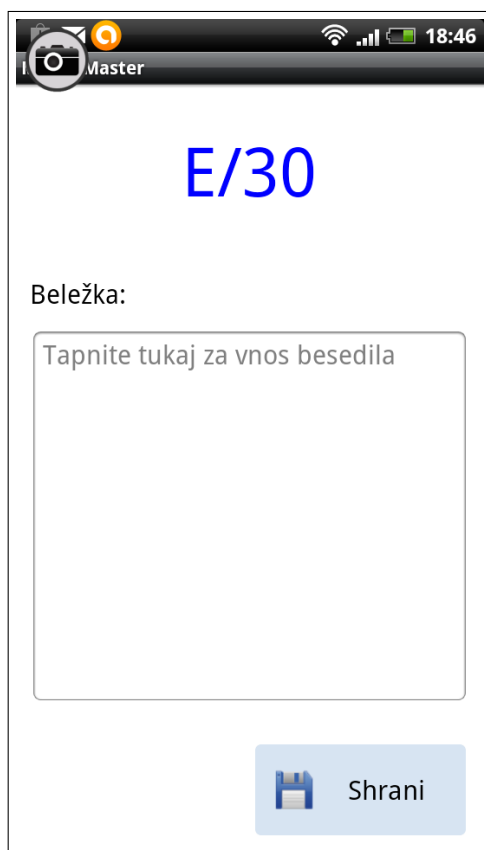 18:46
Master
E/30
Beležka:
Tapnite tukaj za vnos besedila
Shrani